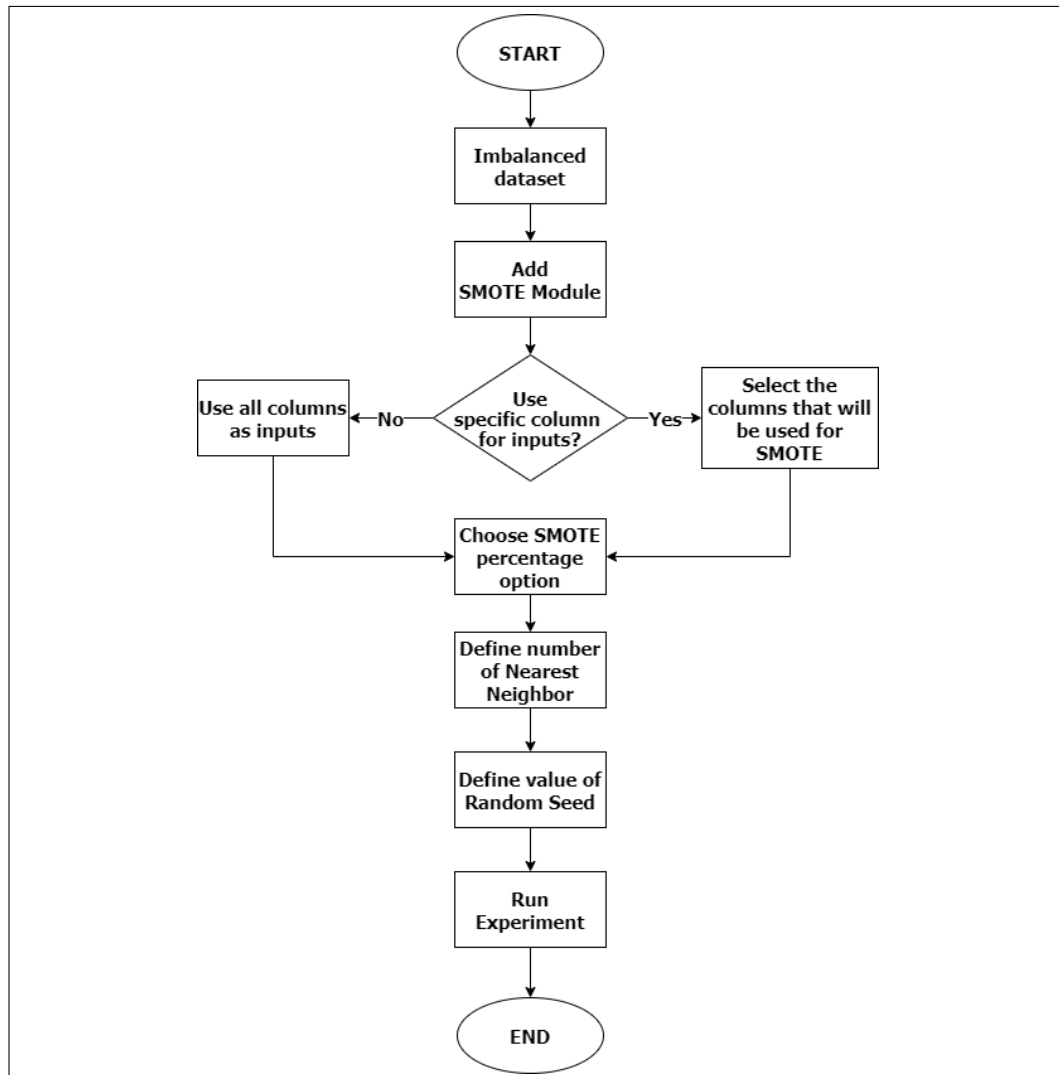 START
Imbalanced
dataset
Add
SMOTE Module
Use
specific column
for inputs?
No
Yes
Use all columns
as inputs
Select the
columns that will
be used for
SMOTE
Choose SMOTE
percentage
option
Define number
of Nearest
Neighbor
Define value of
Random Seed
Run
Experiment
END